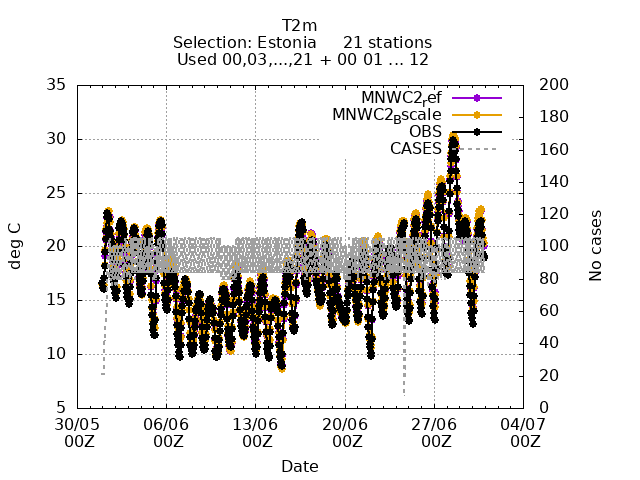 T2m
Selection: Estonia 21 stations
Used 00,03,...,21 + 00 01 ... 12
MNWC2ref
MNWC2Bscale
OBS
CASES
deg C
35
30
25
20
15
10
5
200
180
160
140
120
100
80
60
40
20
0
No cases
30/05 06/06 13/06 20/06 27/06 04/07
00Z 00Z 00Z 00Z 00Z 00Z
Date